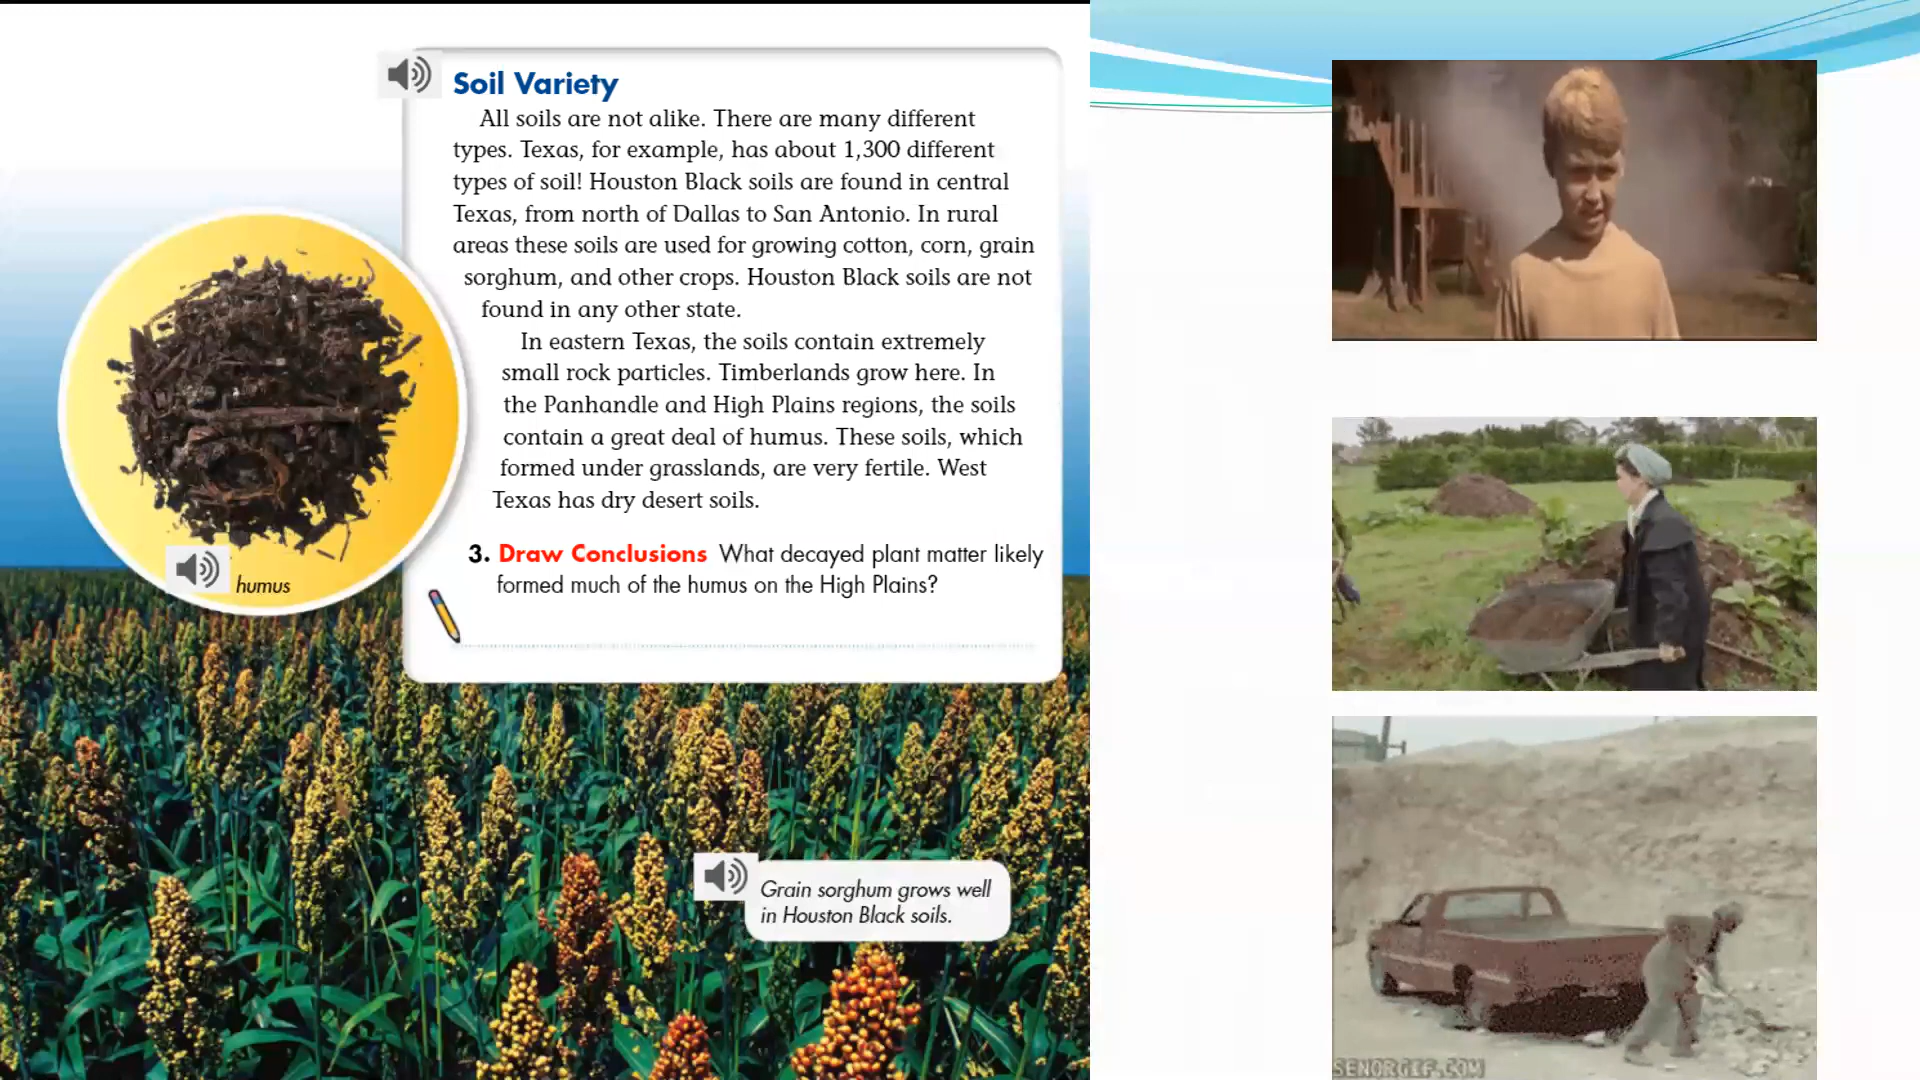 Soil Variety
All soils are not alike. There are many different
types. Texas, for example, has about 1,300 different
types of soil! Houston Black soils are found in central
Texas, from north of Dallas to San Antonio. In rural
areas these soils are used for growing cotton, corn, grain
sorghum, and other crops. Houston Black soils are not
found in any other state.
In eastern Texas, the soils contain extremely
small rock particles. Timberlands grow here. In
the Panhandle and High Plains regions, the soils
contain a great deal of humus. These soils, which
formed under grasslands, are very fertile. West
Texas has dry desert soils.
3. Draw Conclusions What decayed plant matter likely
formed much of the humus on the High Plains?
humus
Grain sorghum grows well
in Houston Black soils.
SENORGIF.COM